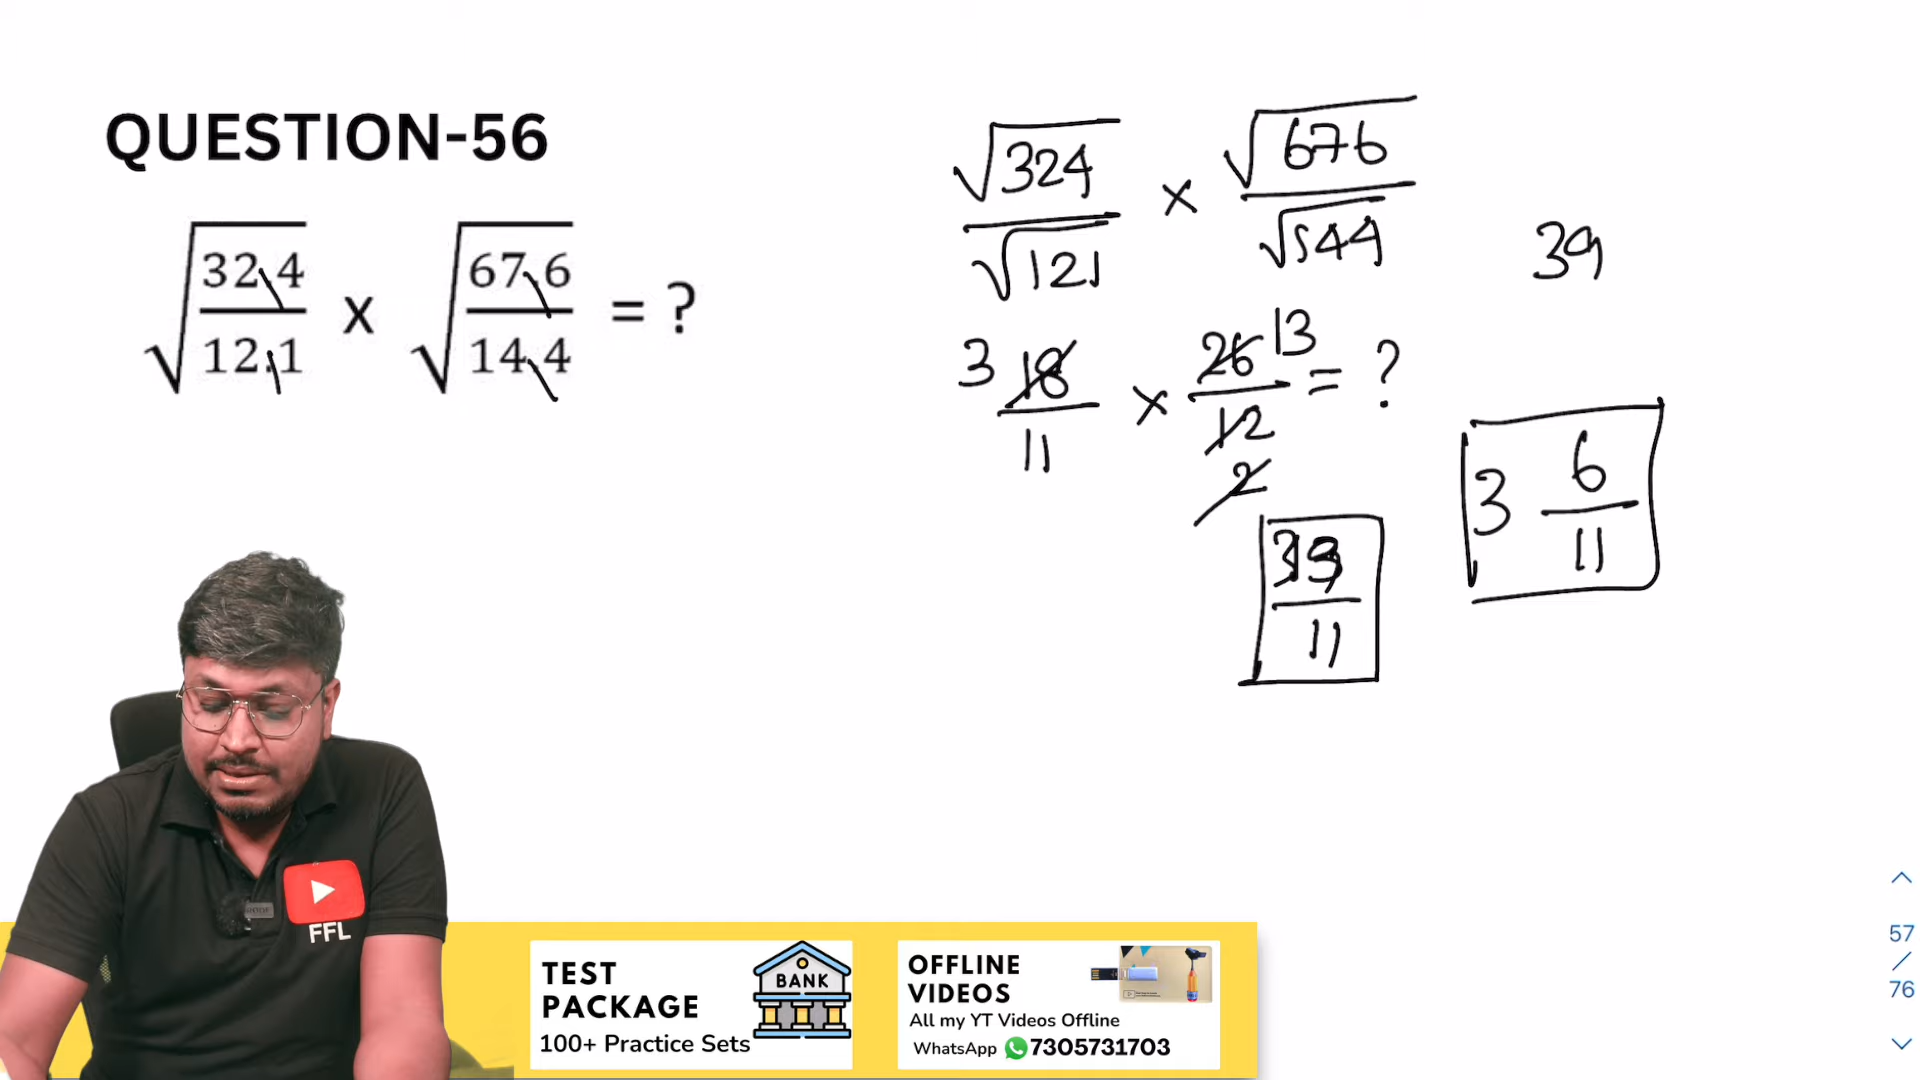 QUESTION-56
√(32.4/12.1) x √(67.6/14.4) = ?
√324/√121 × √676/√144
39
3 18/11 × 26/12 13 = ?
2
39/11
3 6/11
FFL
TEST
PACKAGE
100+ Practice Sets
BANK
OFFLINE
VIDEOS
All my YT Videos Offline
WhatsApp 7305731703
57
/
76